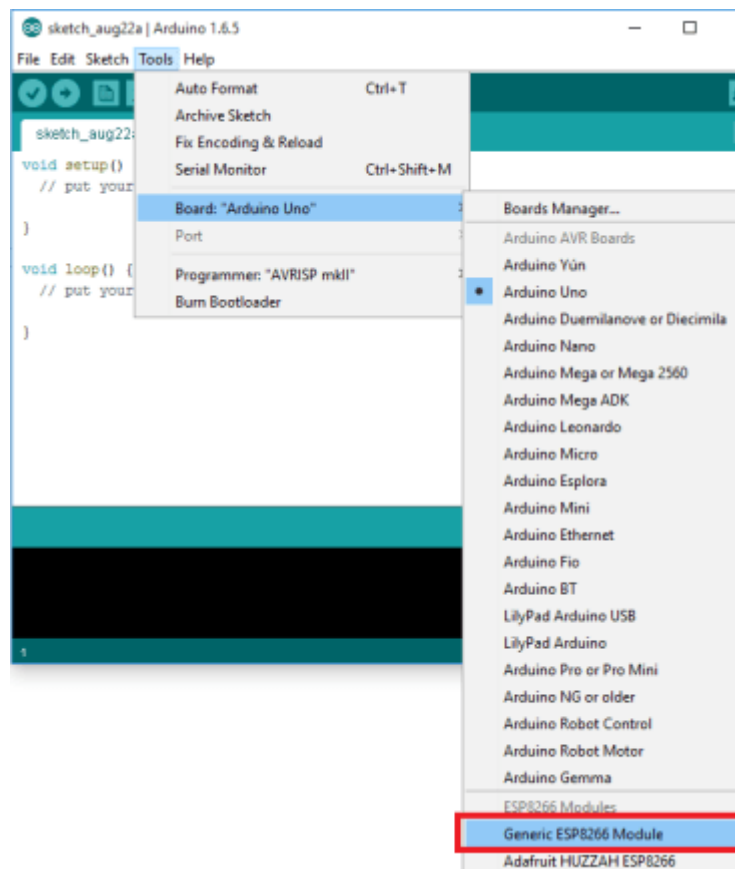 sketch_aug22a | Arduino 1.6.5
File Edit Sketch Tools Help
sketch_aug22a
void setup()
// put your
}
void loop() {
// put your
}
1
Auto Format Ctrl+T
Archive Sketch
Fix Encoding & Reload
Serial Monitor Ctrl+Shift+M
Board: "Arduino Uno"
Port
Programmer: "AVRISP mkII"
Burn Bootloader
Boards Manager...
Arduino AVR Boards
Arduino Yún
Arduino Uno
Arduino Duemilanove or Diecimila
Arduino Nano
Arduino Mega or Mega 2560
Arduino Mega ADK
Arduino Leonardo
Arduino Micro
Arduino Esplora
Arduino Mini
Arduino Ethernet
Arduino Fio
Arduino BT
LilyPad Arduino USB
LilyPad Arduino
Arduino Pro or Pro Mini
Arduino NG or older
Arduino Robot Control
Arduino Robot Motor
Arduino Gemma
ESP8266 Modules
Generic ESP8266 Module
Adafruit HUZZAH ESP8266